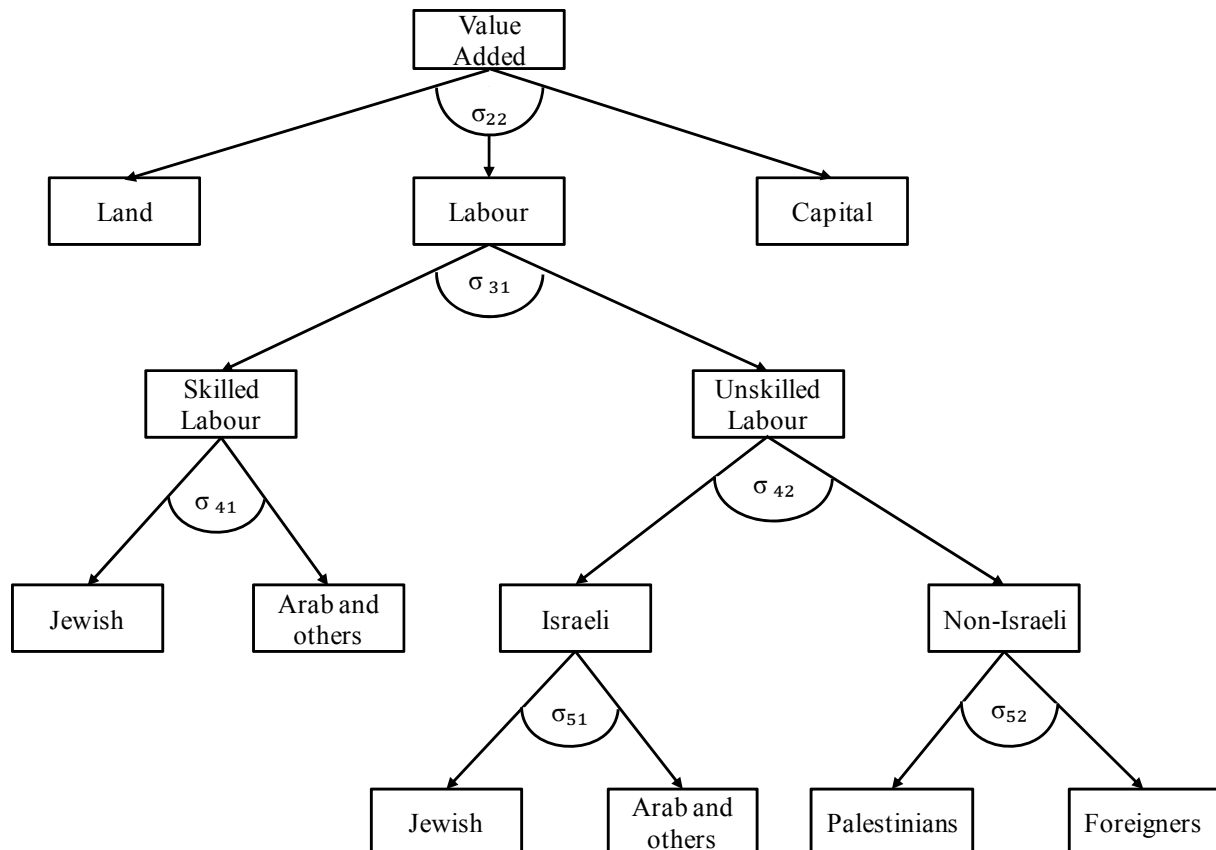 Value
Added
σ₂₂
Land
Labour
Capital
σ ₃₁
Skilled
Labour
Unskilled
Labour
σ ₄₁
σ ₄₂
Jewish
Arab and
others
Israeli
Non-Israeli
σ₅₁
σ₅₂
Jewish
Arab and
others
Palestinians
Foreigners